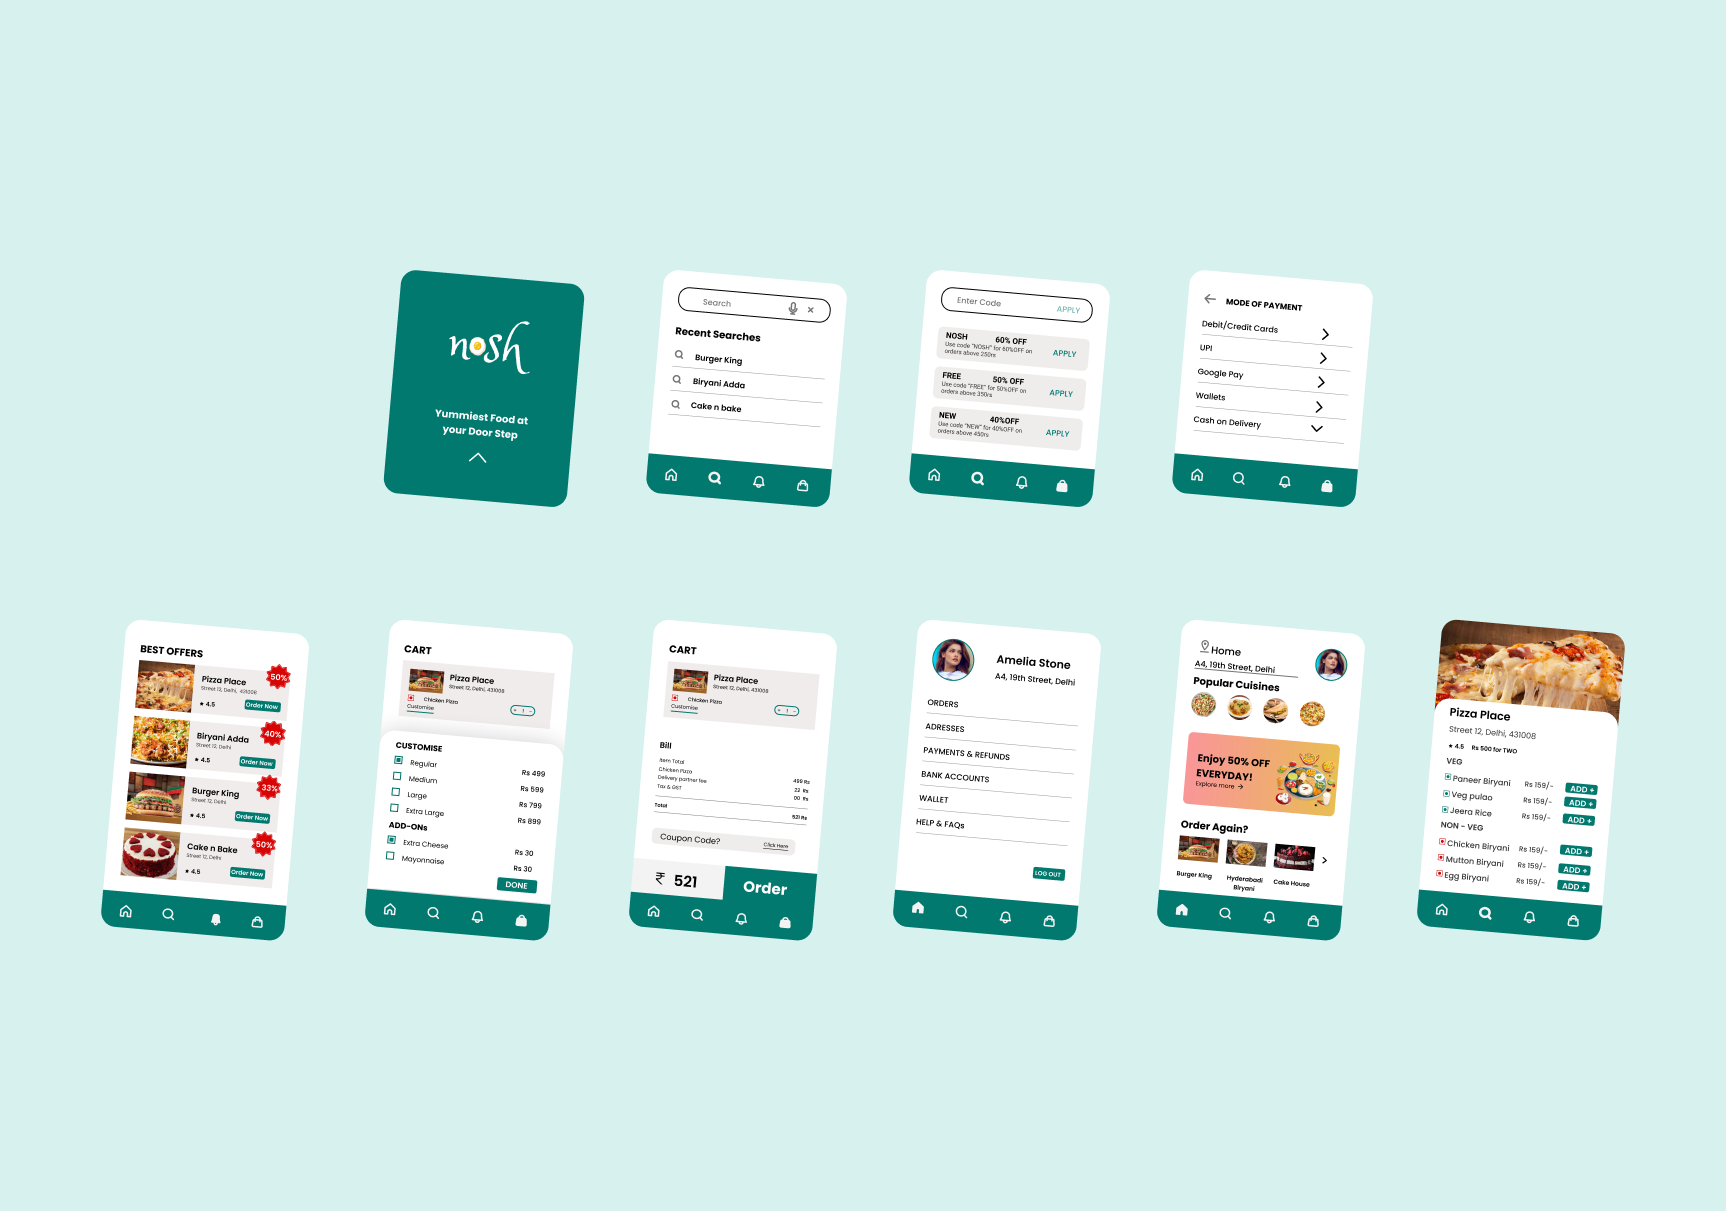 nosh
Yummiest Food at
your Door Step
Search
Recent Searches
Burger King
Biryani Adda
Cake n bake
Enter Code
APPLY
NOSH 60% OFF
Use code "NOSH" for 60%OFF on
orders above 250rs
APPLY
FREE 50% OFF
Use code "FREE" for 50%OFF on
orders above 350rs
APPLY
NEW 40%OFF
Use code "NEW" for 40%OFF on
orders above 450rs
APPLY
MODE OF PAYMENT
Debit/Credit Cards
UPI
Google Pay
Wallets
Cash on Delivery
BEST OFFERS
50%
Pizza Place
Street 12, Delhi, 431008
4.5 Order Now
40%
Biryani Adda
Street 12, Delhi
4.5 Order Now
33%
Burger King
Street 12, Delhi
4.5 Order Now
50%
Cake n Bake
Street 12, Delhi
4.5 Order Now
CART
Pizza Place
Street 12, Delhi, 431008
Chicken Pizza
Customise
+ 1 -
CUSTOMISE
Regular Rs 499
Medium Rs 599
Large Rs 799
Extra Large Rs 899
ADD-ONs
Extra Cheese Rs 30
Mayonnaise Rs 30
DONE
CART
Pizza Place
Street 12, Delhi, 431008
Chicken Pizza
Customise
+ 1 -
Bill
Item Total
Chicken Pizza 499 Rs
Delivery partner fee 22 Rs
Tax & GST 00 Rs
Total 521 Rs
Coupon Code? Click Here
₹ 521 Order
Amelia Stone
A4, 19th Street, Delhi
ORDERS
ADRESSES
PAYMENTS & REFUNDS
BANK ACCOUNTS
WALLET
HELP & FAQs
LOG OUT
Home
A4, 19th Street, Delhi
Popular Cuisines
Enjoy 50% OFF
EVERYDAY!
Explore more →
Order Again?
Burger King
Hyderabadi
Biryani
Cake House
Pizza Place
Street 12, Delhi, 431008
4.5 Rs 500 for TWO
VEG
Paneer Biryani Rs 159/- ADD +
Veg pulao Rs 159/- ADD +
Jeera Rice Rs 159/- ADD +
NON - VEG
Chicken Biryani Rs 159/- ADD +
Mutton Biryani Rs 159/- ADD +
Egg Biryani Rs 159/- ADD +